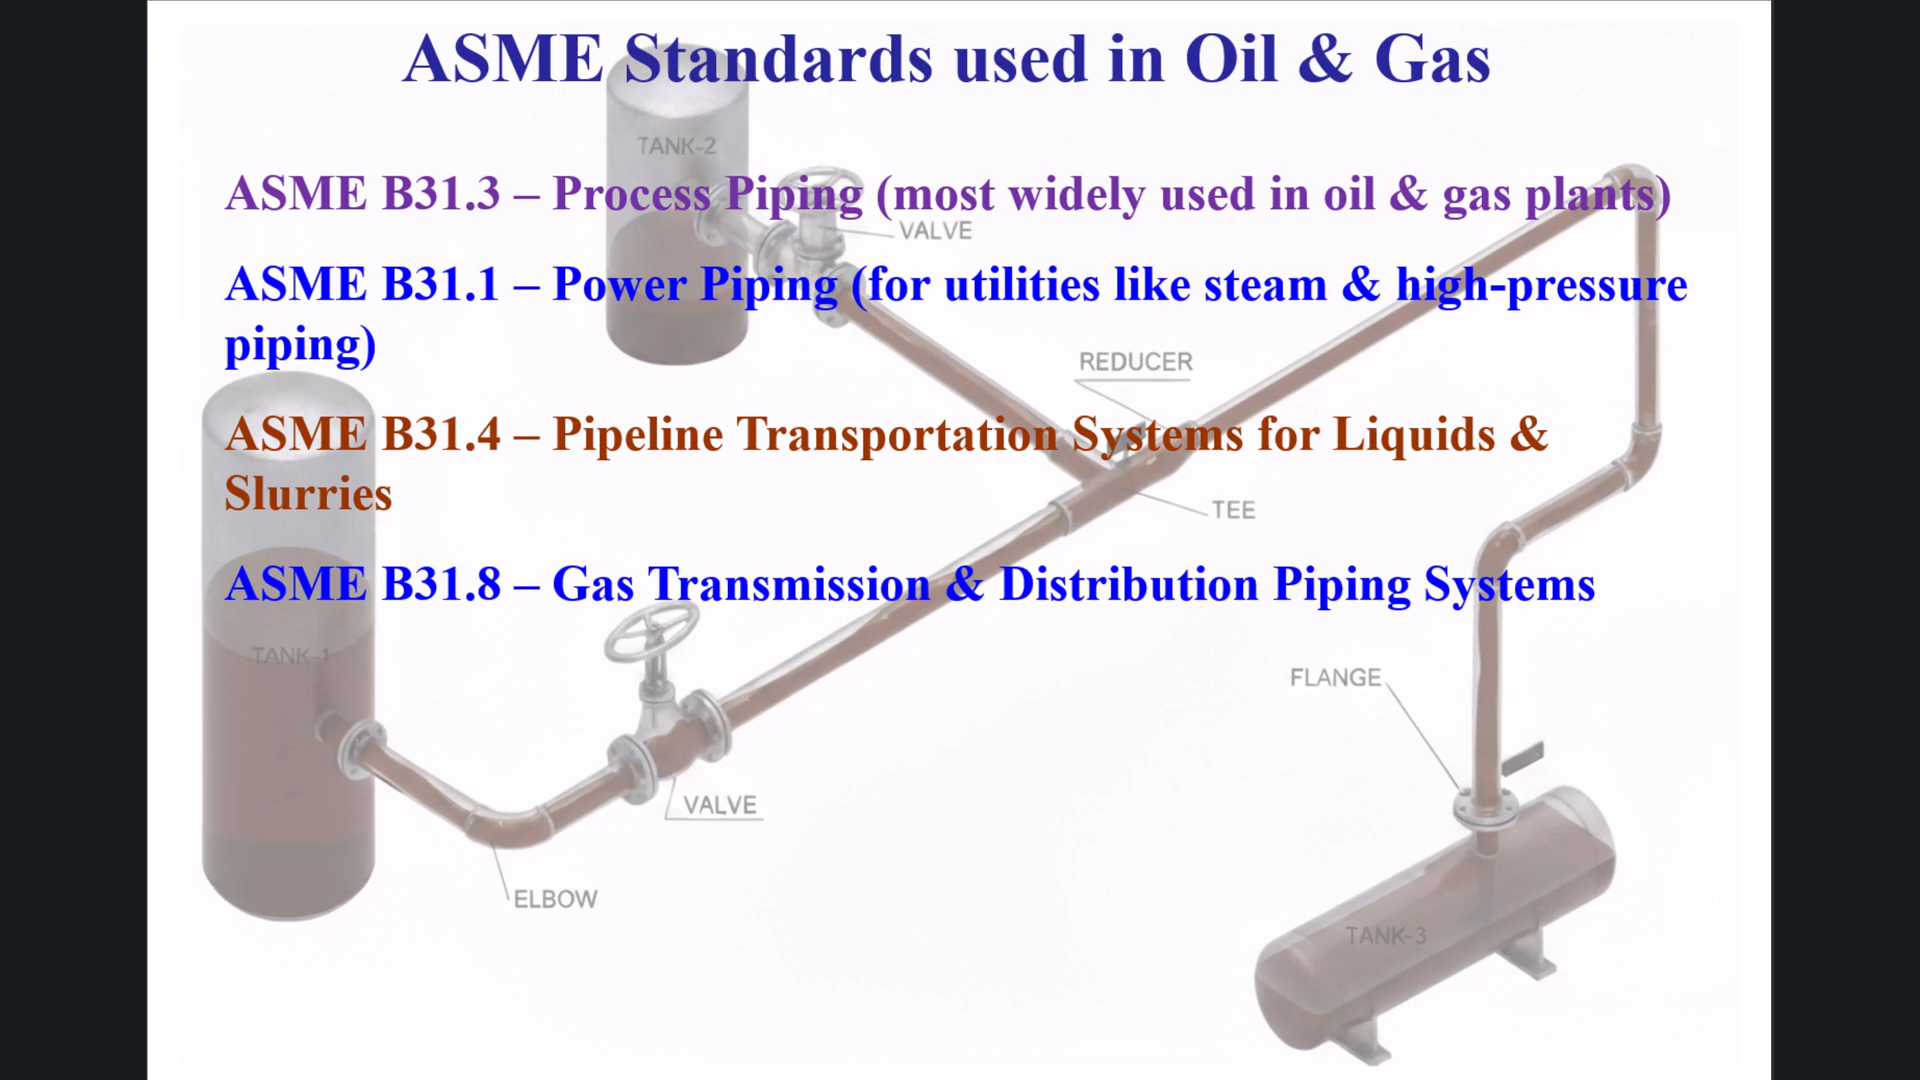 ASME Standards used in Oil & Gas
TANK-2
ASME B31.3 – Process Piping (most widely used in oil & gas plants)
VALVE
ASME B31.1 – Power Piping (for utilities like steam & high-pressure
piping)
REDUCER
ASME B31.4 – Pipeline Transportation Systems for Liquids &
Slurries
TEE
ASME B31.8 – Gas Transmission & Distribution Piping Systems
TANK-1
FLANGE
VALVE
ELBOW
TANK-3